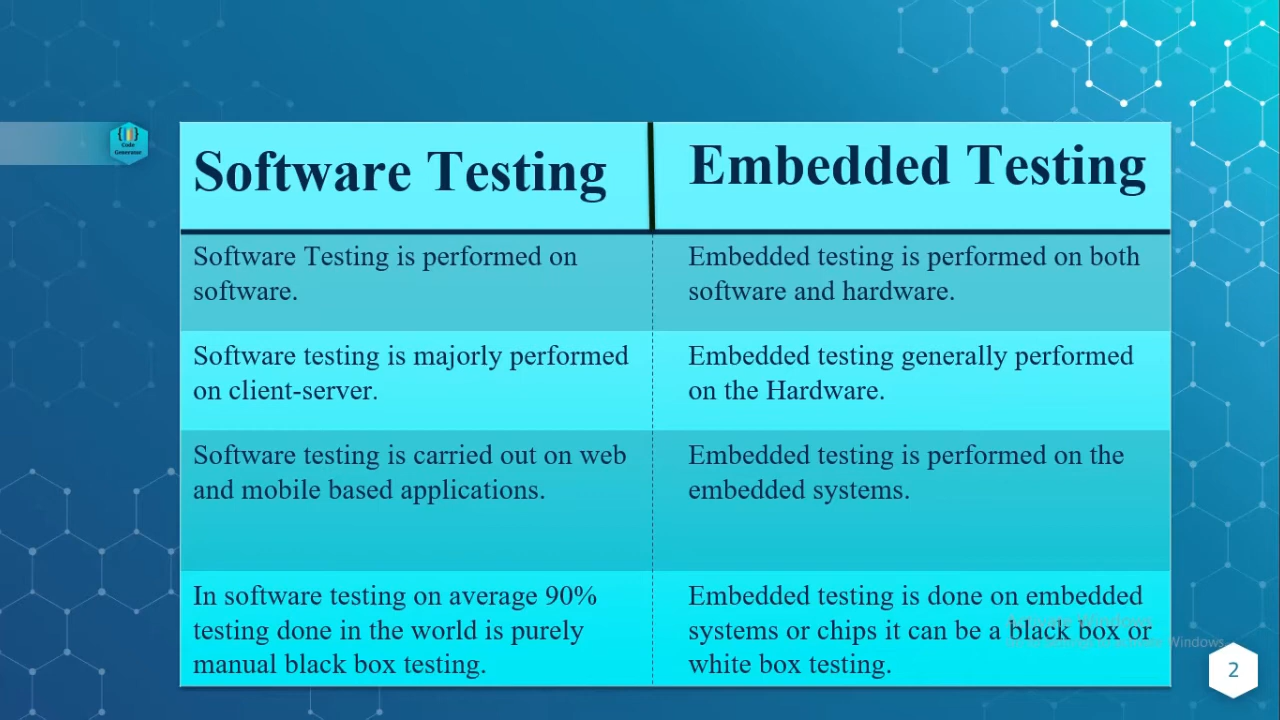 {[]}
Code
Generator
Software Testing
Embedded Testing
Software Testing is performed on
software.
Embedded testing is performed on both
software and hardware.
Software testing is majorly performed
on client-server.
Embedded testing generally performed
on the Hardware.
Software testing is carried out on web
and mobile based applications.
Embedded testing is performed on the
embedded systems.
In software testing on average 90%
testing done in the world is purely
manual black box testing.
Embedded testing is done on embedded
systems or chips it can be a black box or
white box testing.
Windows
2